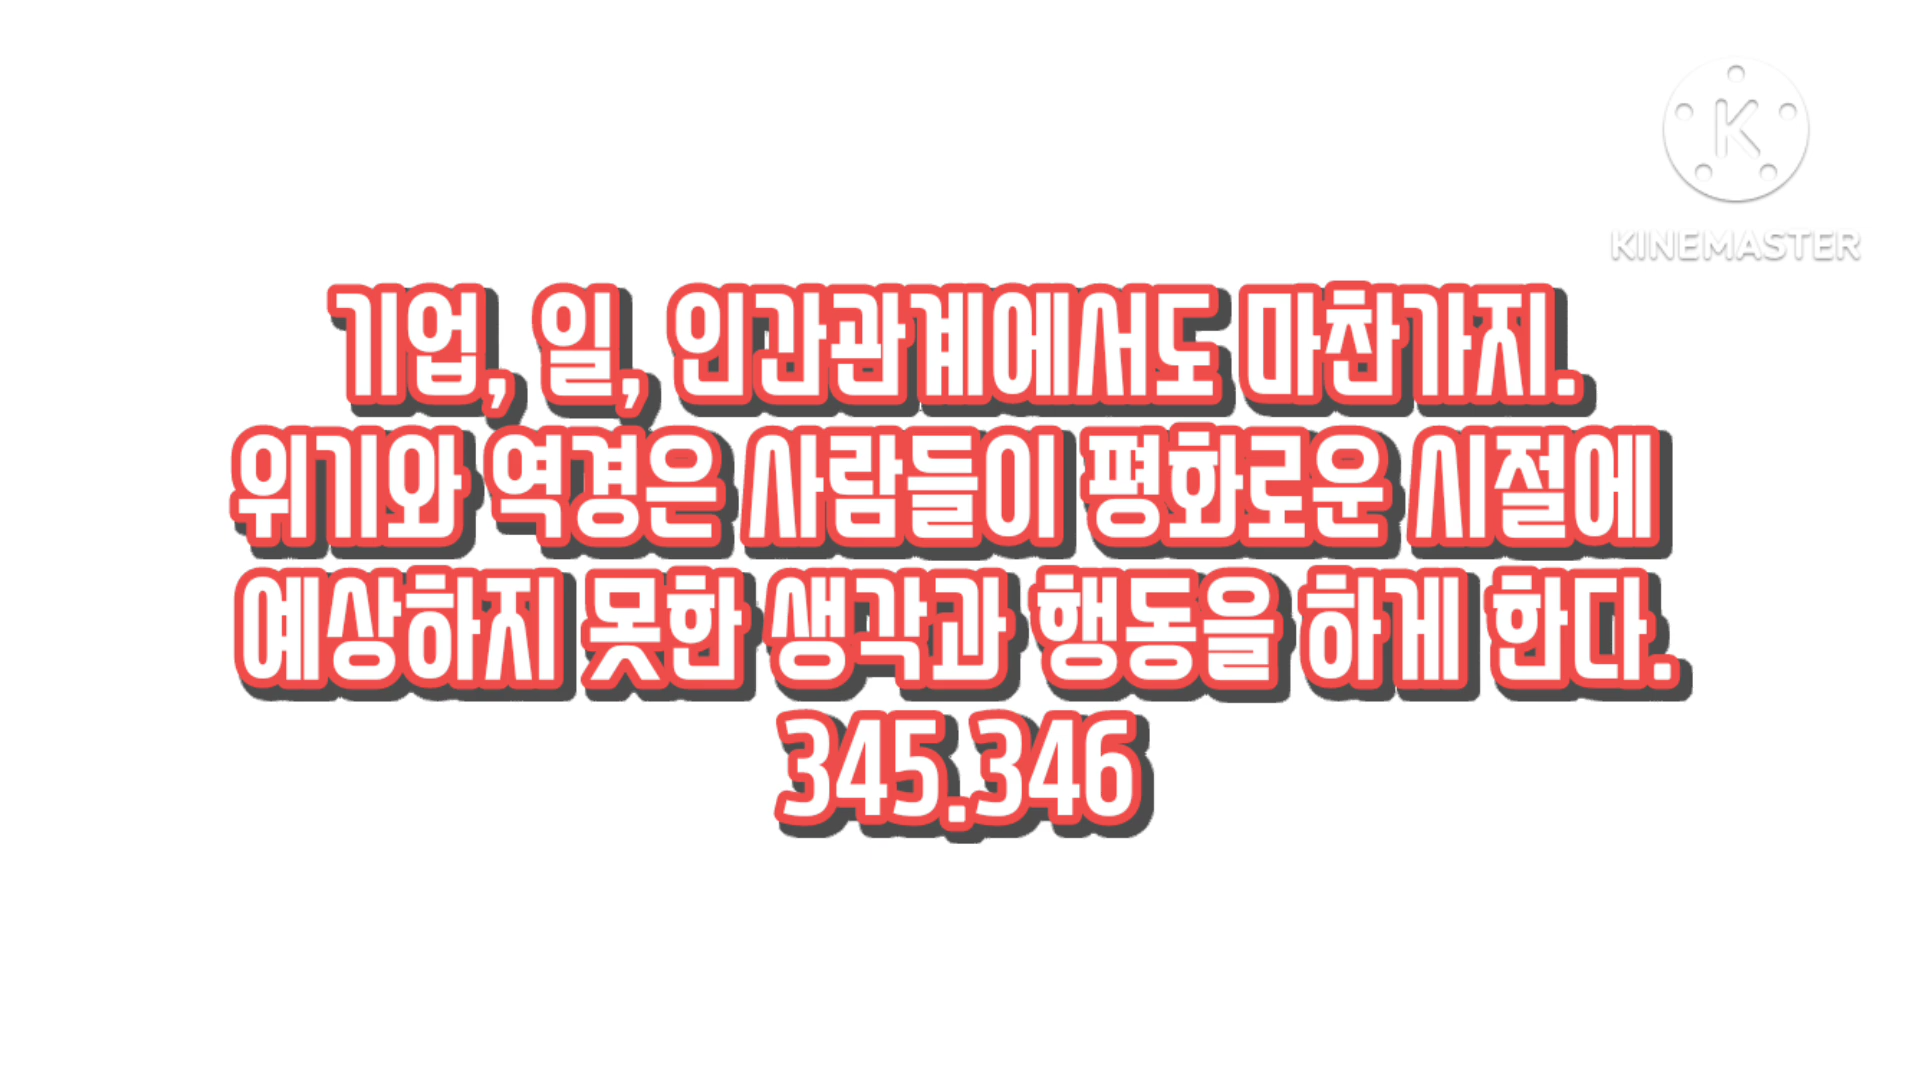 KINEMASTER
기업, 일, 인간관계에서도 마찬가지.
위기와 역경은 사람들이 평화로운 시절에
예상하지 못한 생각과 행동을 하게 한다.
345.346